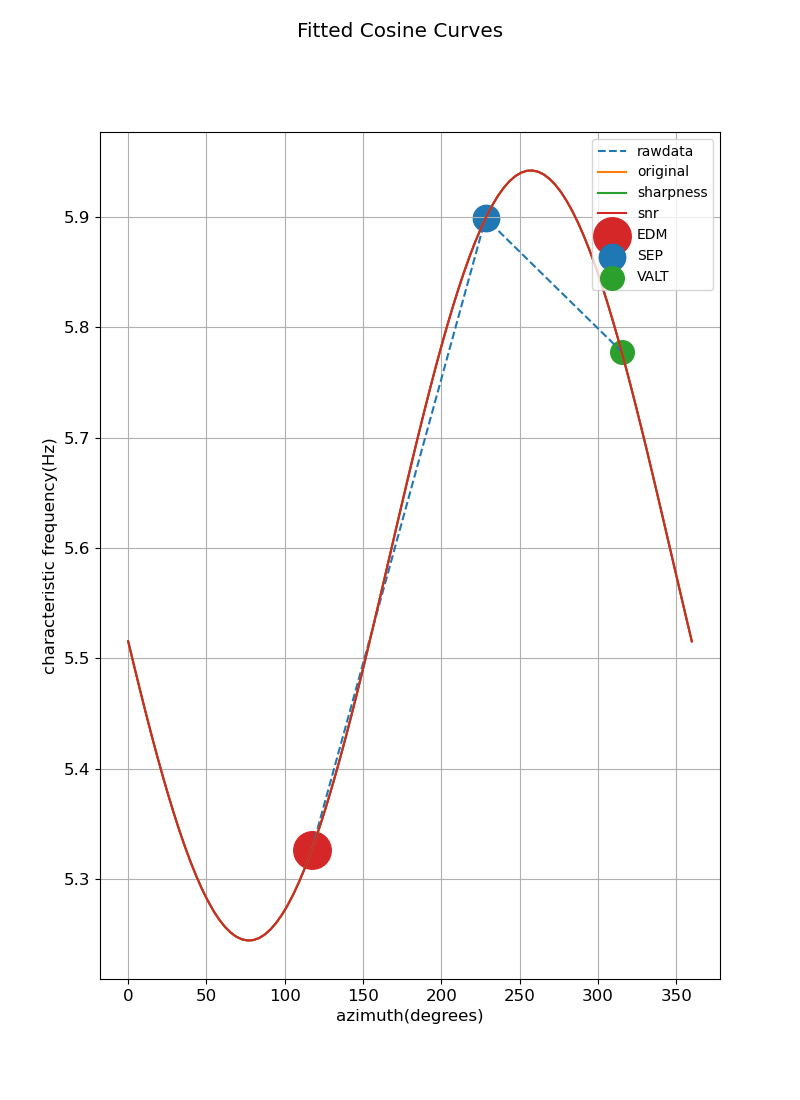 Fitted Cosine Curves
rawdata
original
sharpness
snr
EDM
SEP
VALT
5.9
5.8
5.7
5.6
5.5
5.4
5.3
characteristic frequency(Hz)
0 50 100 150 200 250 300 350
azimuth(degrees)